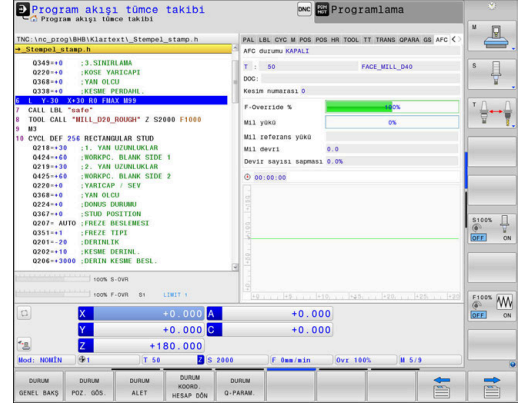 Program akışı tümce takibi
Program akışı tümce takibi
DNC
Programlama
TNC:\nc_prog\BHB\Klartext\_Stempel_stamp.h
→_Stempel_stamp.h
Q349=+0 ;3.SINIRLAMA
Q220=+0 ;KOSE YARICAPI
Q368=+0 ;YAN OLCU
Q338=+0 ;KESME PERDAHL.
6 L Y-30 X+30 R0 FMAX M99
7 CALL LBL "safe"
8 TOOL CALL "MILL_D20_ROUGH" Z S2000 F1000
9 M3
10 CYCL DEF 256 RECTANGULAR STUD
Q218=+30 ;1. YAN UZUNLUKLAR
Q424=+60 ;WORKPC. BLANK SIDE 1
Q219=+30 ;2. YAN UZUNLUKLAR
Q425=+60 ;WORKPC. BLANK SIDE 2
Q220=+0 ;YARICAP / SEV
Q368=+0 ;YAN OLCU
Q224=+0 ;DONUS DURUMU
Q367=+0 ;STUD POSITION
Q207= AUTO ;FREZE BESLEMESI
Q351=+1 ;FREZE TIPI
Q201=-20 ;DERINLIK
Q202=+10 ;KESME DERINL.
Q206=+3000 ;DERIN KESME BESL.
100% S-OVR
100% F-OVR S1 LIMIT 1
PAL LBL CYC M POS POS HR TOOL TT TRANS QPARA GS AFC
AFC durumu KAPALI
T : 50 FACE_MILL_D40
DOC:
Kesim numarası 0
F-Override % 100%
Mil yükü 0%
Mil referans yükü
Mil devri 0.0
Devir sayısı sapması 0.0%
00:00:00
X +0.000 A +0.000
Y +0.000 C +0.000
Z +180.000
Mod: NOMİN 1 T 50 Z S 2000 F 0mm/min Ovr 100% M 5/9
DURUM GENEL BAKŞ
DURUM POZ. GÖS.
DURUM ALET
DURUM KOORD. HESAP DÖN
DURUM Q-PARAM.
M
S
T
S100%
OFF ON
F100%
OFF ON